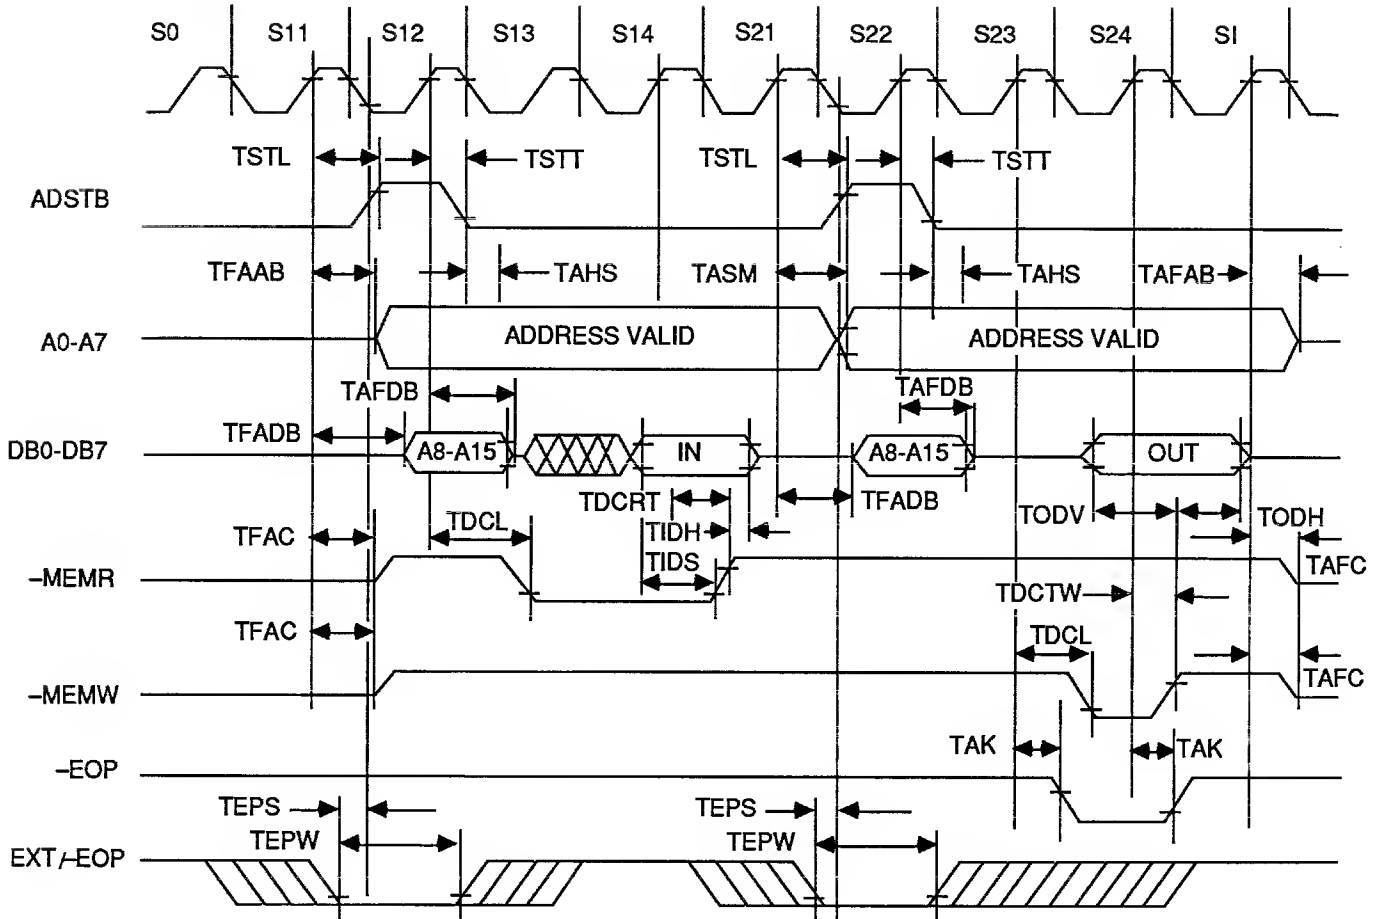 S0 S11 S12 S13 S14 S21 S22 S23 S24 SI
TSTL TSTT TSTL TSTT
ADSTB
TFAAB TAHS TASM TAHS TAFAB
A0-A7 ADDRESS VALID ADDRESS VALID
TAFDB TAFDB
TFADB
DB0-DB7 A8-A15 IN A8-A15 OUT
TDCRT TFADB
TFAC TDCL TIDH TODV TODH
TIDS
-MEMR TAFC
TDCTW
TFAC TDCL
-MEMW TAFC
TAK TAK
-EOP
TEPS TEPS
TEPW TEPW
EXT/-EOP